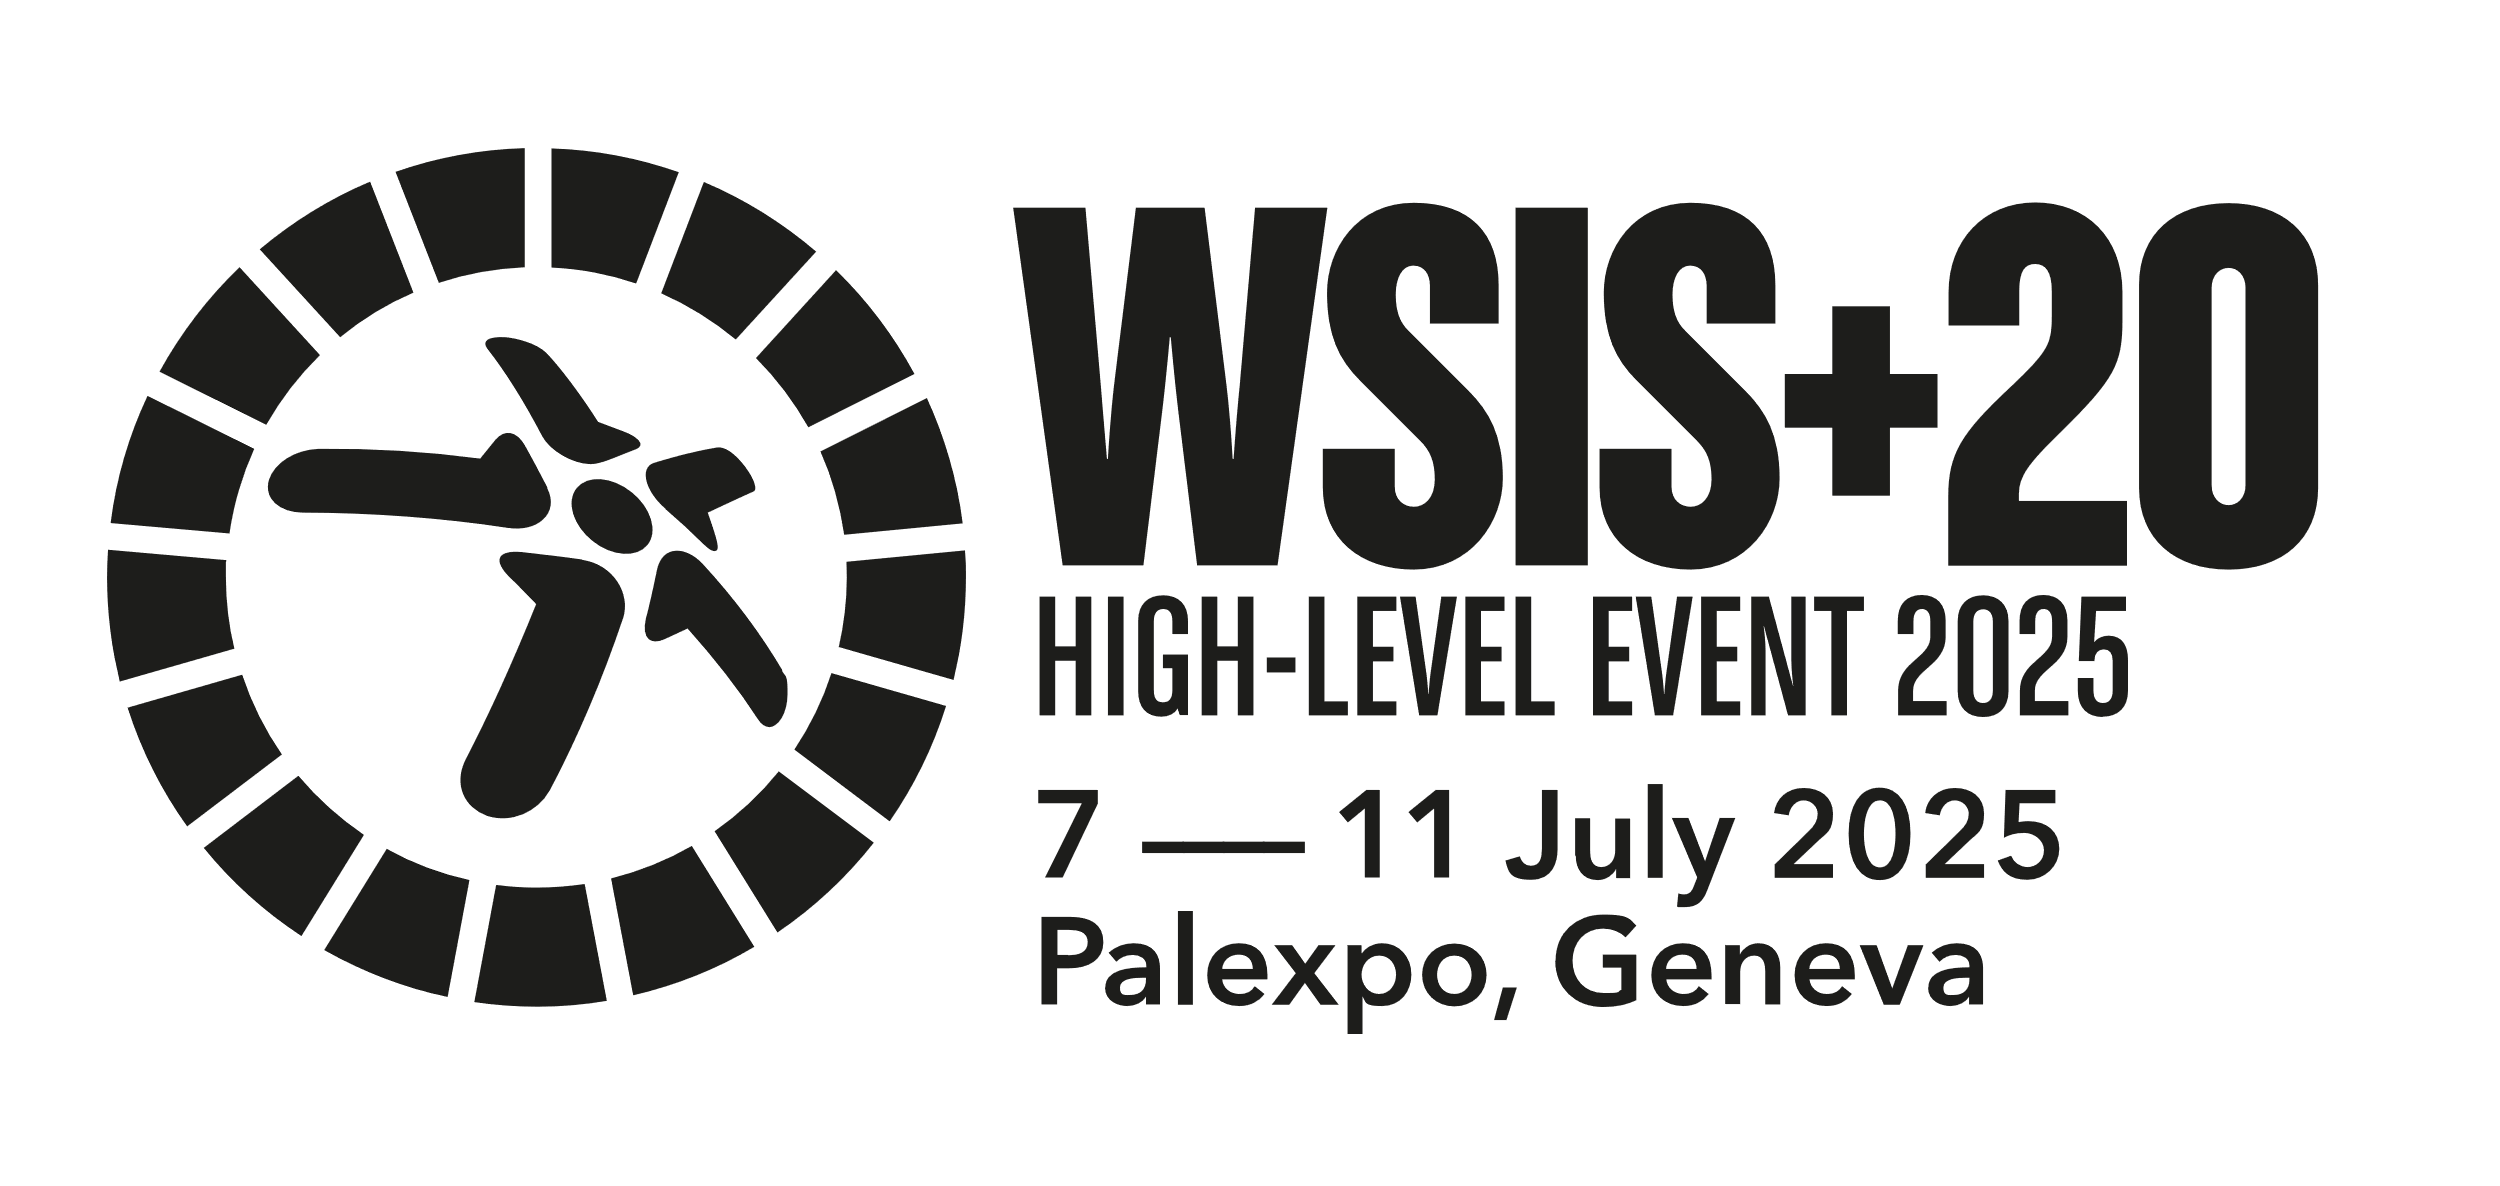 WSIS+20
HIGH-LEVEL EVENT 2025
7 —— 11 July 2025
Palexpo, Geneva